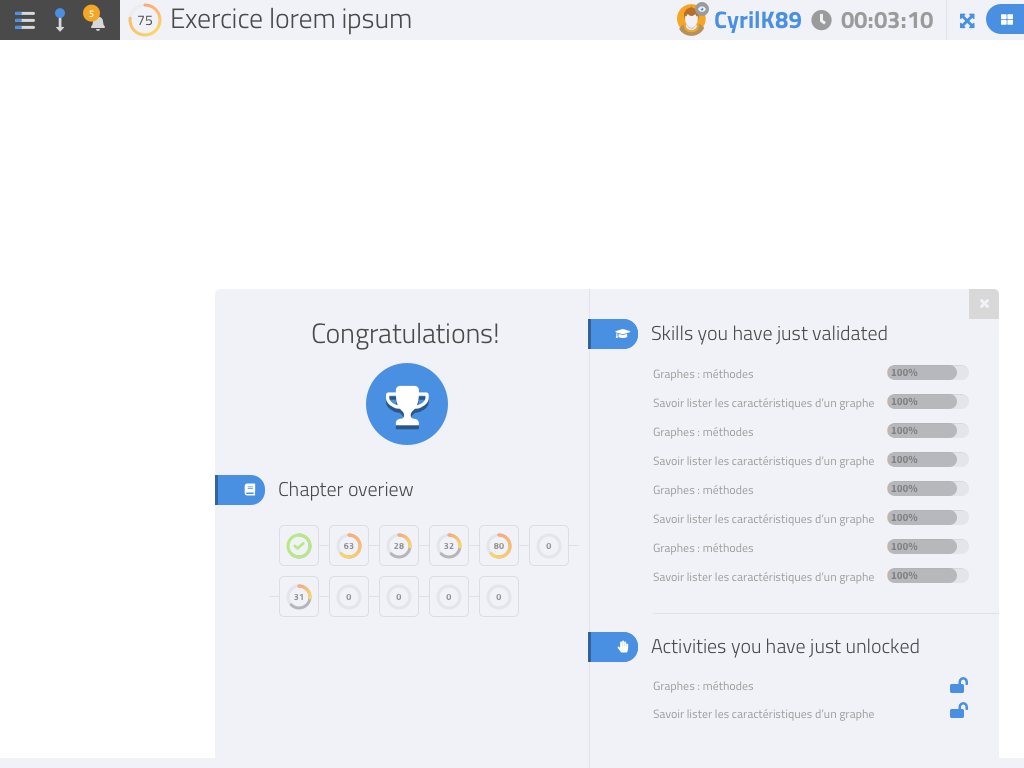 S
75
Exercice lorem ipsum
CyrilK89
00:03:10
Congratulations!
Chapter overiew
63 28 32 80 0
31 0 0 0 0
Skills you have just validated
Graphes : méthodes 100%
Savoir lister les caractéristiques d'un graphe 100%
Graphes : méthodes 100%
Savoir lister les caractéristiques d'un graphe 100%
Graphes : méthodes 100%
Savoir lister les caractéristiques d'un graphe 100%
Graphes : méthodes 100%
Savoir lister les caractéristiques d'un graphe 100%
Activities you have just unlocked
Graphes : méthodes
Savoir lister les caractéristiques d'un graphe